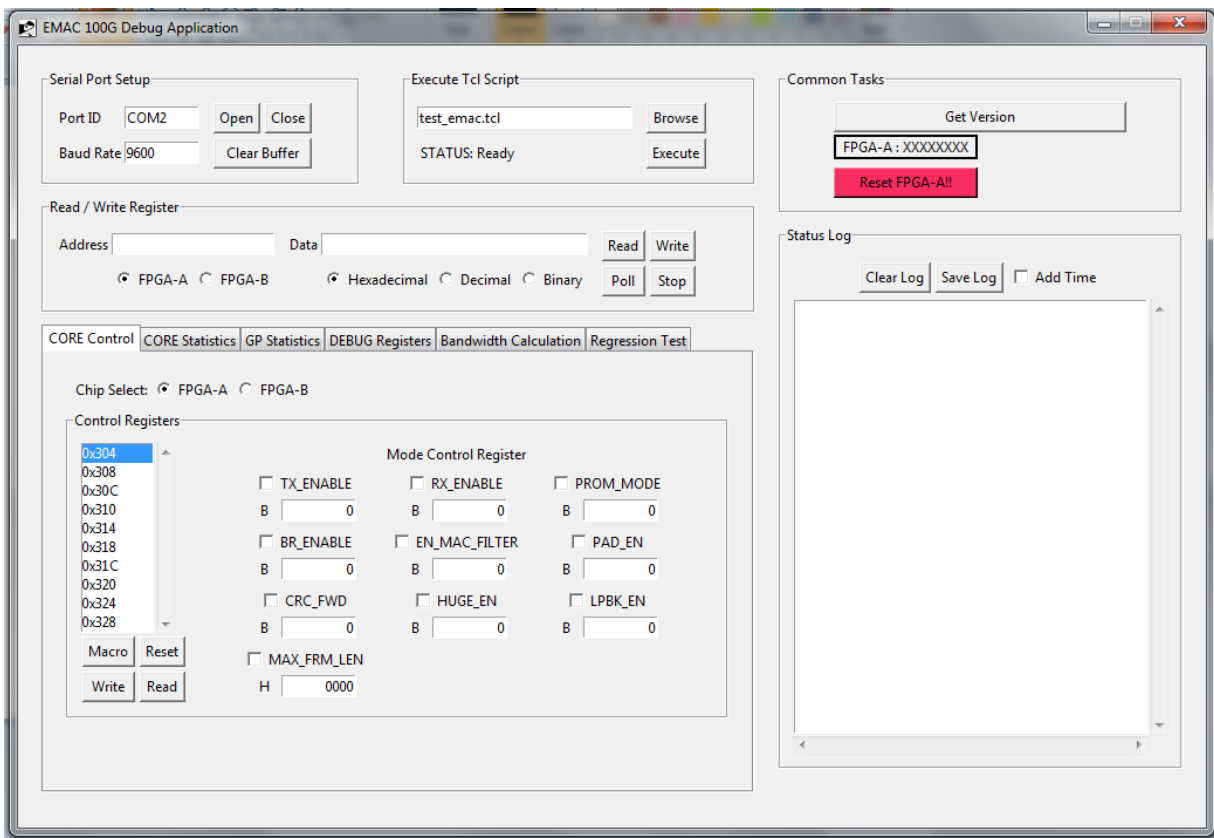 EMAC 100G Debug Application
Serial Port Setup
Port ID COM2 Open Close
Baud Rate 9600 Clear Buffer
Execute Tcl Script
test_emac.tcl Browse
STATUS: Ready Execute
Common Tasks
Get Version
FPGA-A : XXXXXXXX
Reset FPGA-A!!
Read / Write Register
Address Data Read Write
FPGA-A FPGA-B Hexadecimal Decimal Binary Poll Stop
Status Log
Clear Log Save Log Add Time
CORE Control CORE Statistics GP Statistics DEBUG Registers Bandwidth Calculation Regression Test
Chip Select: FPGA-A FPGA-B
Control Registers
0x304
0x308
0x30C
0x310
0x314
0x318
0x31C
0x320
0x324
0x328
Macro Reset
Write Read
Mode Control Register
TX_ENABLE RX_ENABLE PROM_MODE
B 0 B 0 B 0
BR_ENABLE EN_MAC_FILTER PAD_EN
B 0 B 0 B 0
CRC_FWD HUGE_EN LPBK_EN
B 0 B 0 B 0
MAX_FRM_LEN
H 0000